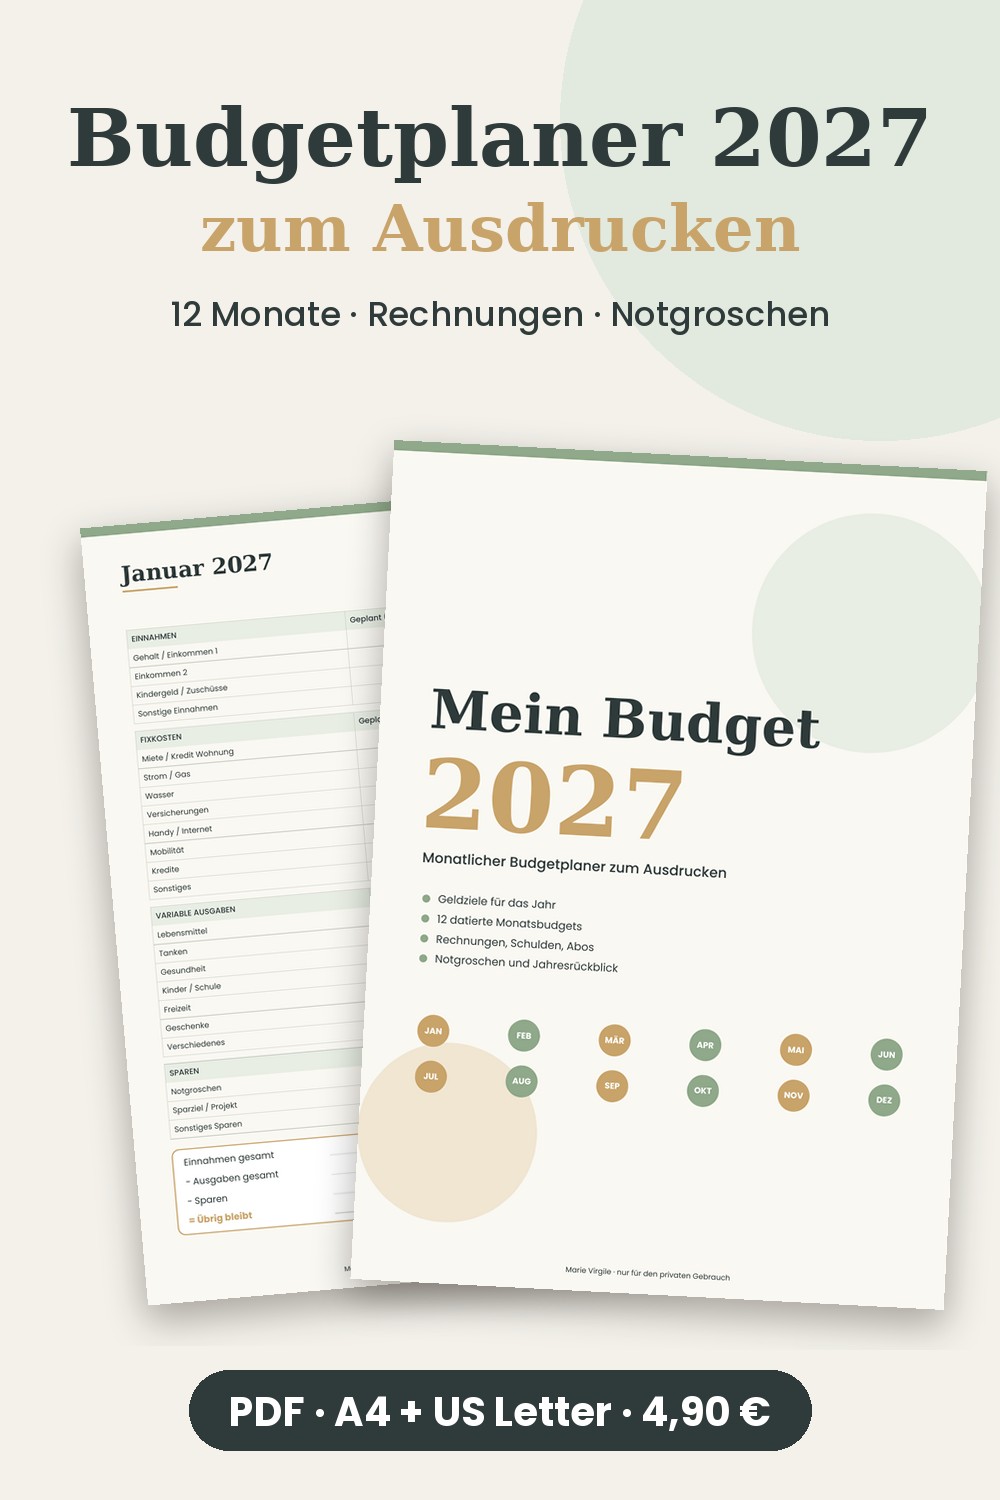 Budgetplaner 2027
zum Ausdrucken
12 Monate · Rechnungen · Notgroschen
Januar 2027
EINNAHMEN
Geplant
Gehalt / Einkommen 1
Einkommen 2
Kindergeld / Zuschüsse
Sonstige Einnahmen
FIXKOSTEN
Miete / Kredit Wohnung
Strom / Gas
Wasser
Versicherungen
Handy / Internet
Mobilität
Kredite
Sonstiges
VARIABLE AUSGABEN
Lebensmittel
Tanken
Gesundheit
Kinder / Schule
Freizeit
Geschenke
Verschiedenes
SPAREN
Notgroschen
Sparziel / Projekt
Sonstiges Sparen
Einnahmen gesamt
- Ausgaben gesamt
- Sparen
= Übrig bleibt
Mein Budget
2027
Monatlicher Budgetplaner zum Ausdrucken
Geldziele für das Jahr
12 datierte Monatsbudgets
Rechnungen, Schulden, Abos
Notgroschen und Jahresrückblick
JAN FEB MÄR APR MAI JUN
JUL AUG SEP OKT NOV DEZ
Marie Virgile · nur für den privaten Gebrauch
PDF · A4 + US Letter · 4,90 €